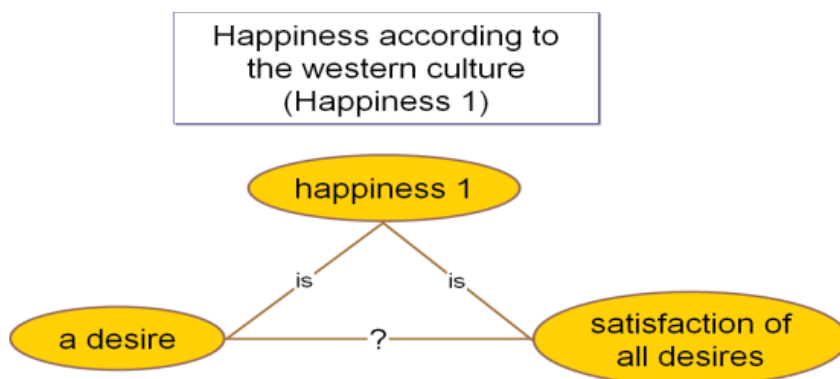 Happiness according to
the western culture
(Happiness 1)
happiness 1
is
is
a desire
?
satisfaction of
all desires